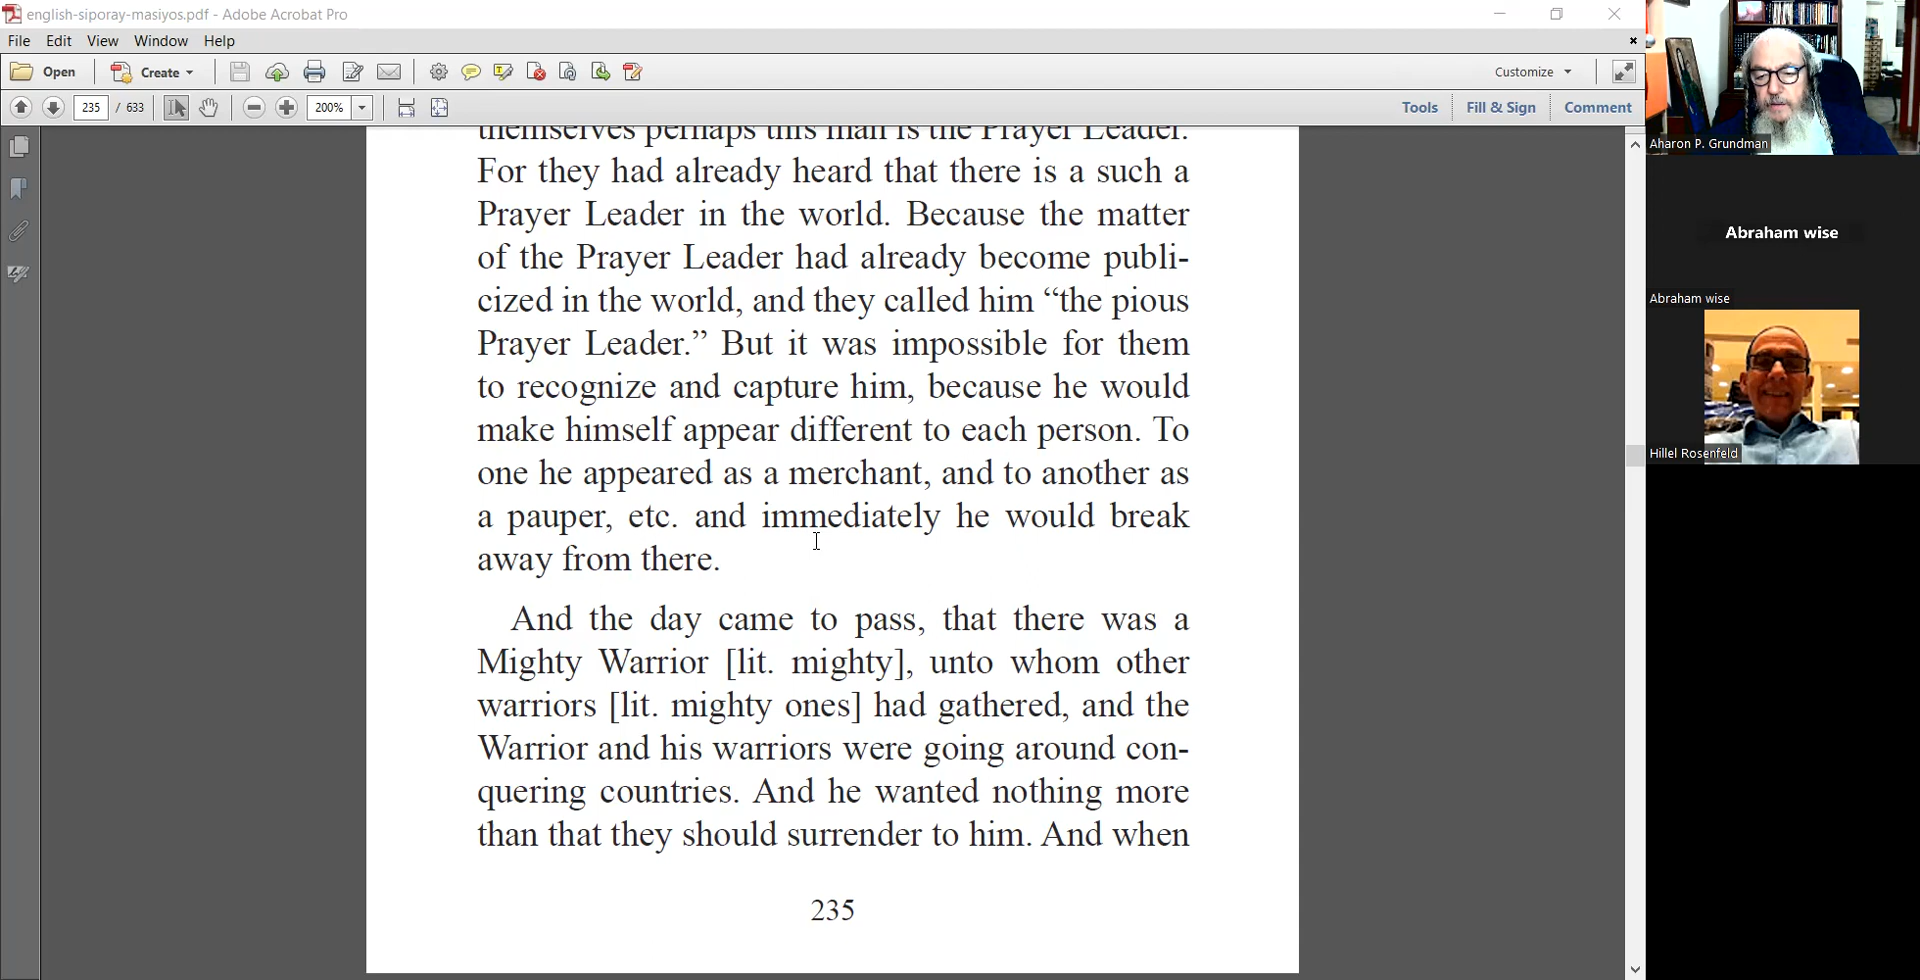 english-siporay-masiyos.pdf - Adobe Acrobat Pro
File Edit View Window Help
Open Create Customize
235 / 633 200% Tools Fill & Sign Comment
themselves perhaps this man is the Prayer Leader.
For they had already heard that there is a such a
Prayer Leader in the world. Because the matter
of the Prayer Leader had already become publi-
cized in the world, and they called him “the pious
Prayer Leader.” But it was impossible for them
to recognize and capture him, because he would
make himself appear different to each person. To
one he appeared as a merchant, and to another as
a pauper, etc. and immediately he would break
away from there.
And the day came to pass, that there was a
Mighty Warrior [lit. mighty], unto whom other
warriors [lit. mighty ones] had gathered, and the
Warrior and his warriors were going around con-
quering countries. And he wanted nothing more
than that they should surrender to him. And when
235
Aharon P. Grundman
Abraham wise
Abraham wise
Hillel Rosenfeld